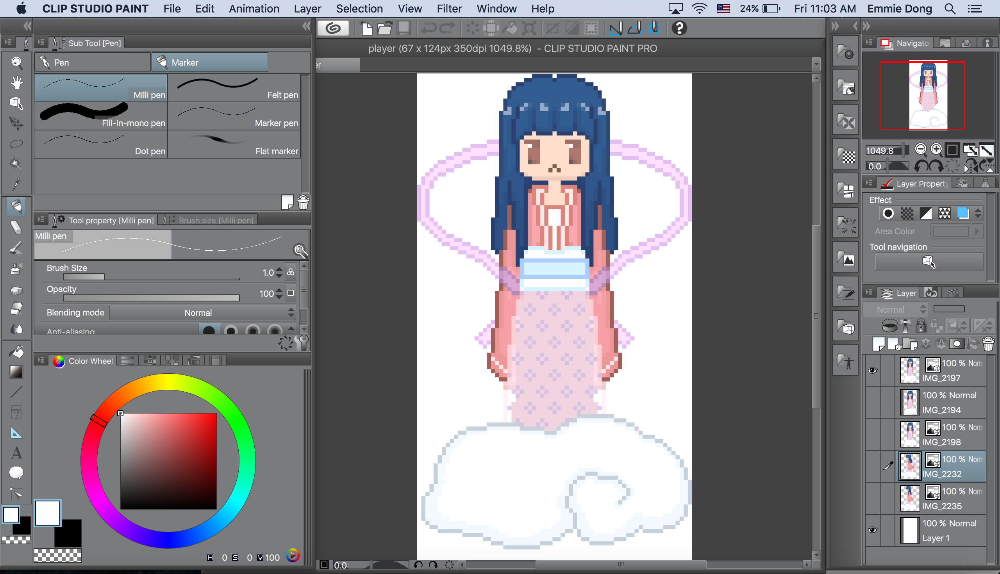 CLIP STUDIO PAINT File Edit Animation Layer Selection View Filter Window Help 24% Fri 11:03 AM Emmie Dong
Sub Tool [Pen]
Pen Marker
Milli pen Felt pen
Fill-in-mono pen Marker pen
Dot pen Flat marker
Tool property [Milli pen] Brush size [Milli pen]
Milli pen
Brush Size 1.0
Opacity 100
Blending mode Normal
Anti-aliasing
Color Wheel
H 0 S 0 V 100
player (67 x 124px 350dpi 1049.8%) - CLIP STUDIO PAINT PRO
er
0.0
Navigato
1049.8
0.0
Layer Property
Effect
Area Color
Tool navigation
Layer
Normal
100 % Norm
IMG_2197
100 % Normal
IMG_2194
100 % Norm
IMG_2198
100 % Norm
IMG_2232
100 % Norm
IMG_2235
100 % Normal
Layer 1